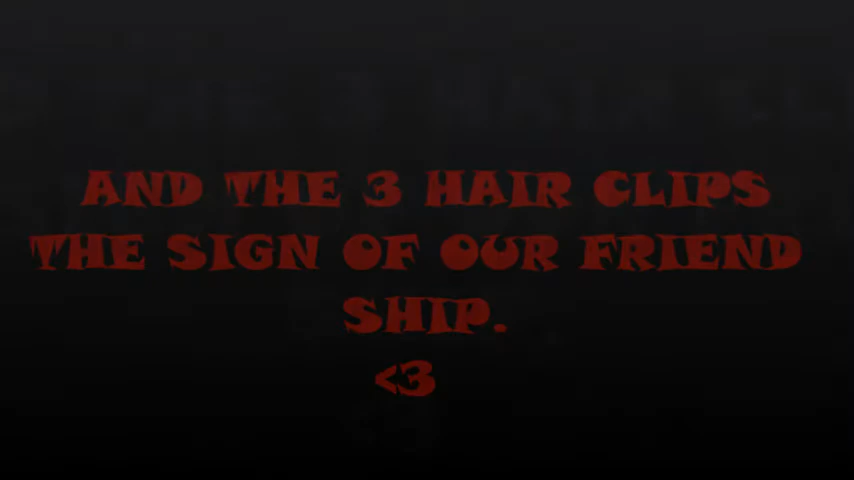 AND THE 3 HAIR CLIPS
THE SIGN OF OUR FRIEND
SHIP.
<3